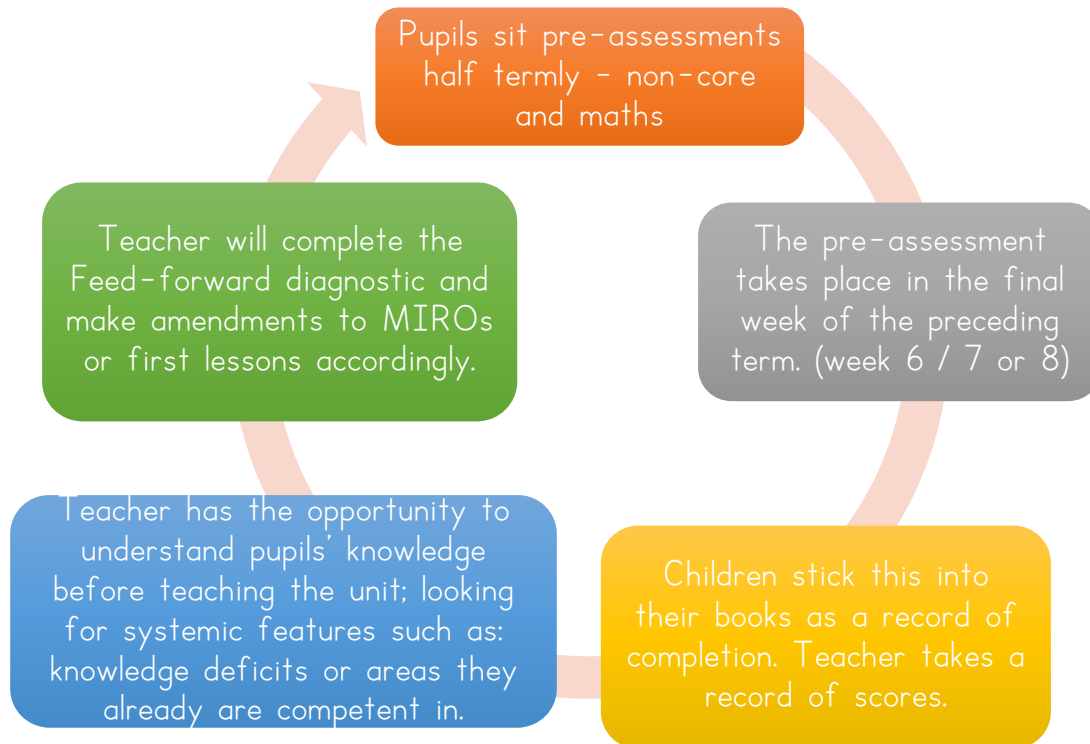 Pupils sit pre-assessments
half termly - non-core
and maths
The pre-assessment
takes place in the final
week of the preceding
term. (week 6 / 7 or 8)
Children stick this into
their books as a record of
completion. Teacher takes a
record of scores.
Teacher has the opportunity to
understand pupils' knowledge
before teaching the unit; looking
for systemic features such as:
knowledge deficits or areas they
already are competent in.
Teacher will complete the
Feed-forward diagnostic and
make amendments to MIROs
or first lessons accordingly.